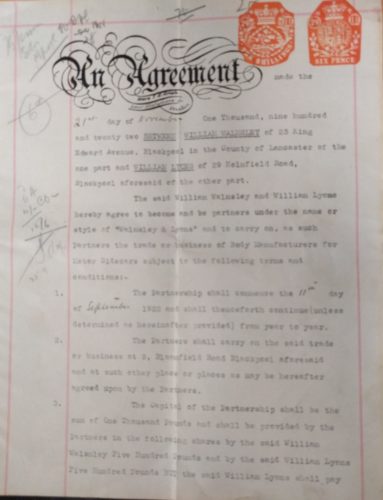 SIX PENCE
An Agreement made the
21st day of November One Thousand, nine hundred
and twenty two BETWEEN WILLIAM WALMSLEY of 23 King
Edward Avenue, Blackpool in the County of Lancaster of the
one part and WILLIAM LYONS of 29 Holmfield Road,
Blackpool aforesaid of the other part.
The said William Walmsley and William Lyons
hereby agree to become and be partners under the name or
style of "Walmsley & Lyons" and to carry on, as such
Partners the trade or business of Body Manufacturers for
Motor Sidecars subject to the following terms and
conditions:-
1. The Partnership shall commence the 11th day
of September 1922 and shall thenceforth continue(unless
determined as hereinafter provided) from year to year.
2. The Partners shall carry on the said trade
or business at 5, Bloomfield Road Blackpool aforesaid
and at such other place or places as may be hereafter
agreed upon by the Partners.
3. The Capital of the Partnership shall be the
sum of One Thousand Pounds and shall be provided by the
Partners in the following shares by the said William
Walmsley Five Hundred Pounds and by the said William Lyons
Five Hundred Pounds BUT the said William Lyons shall pay